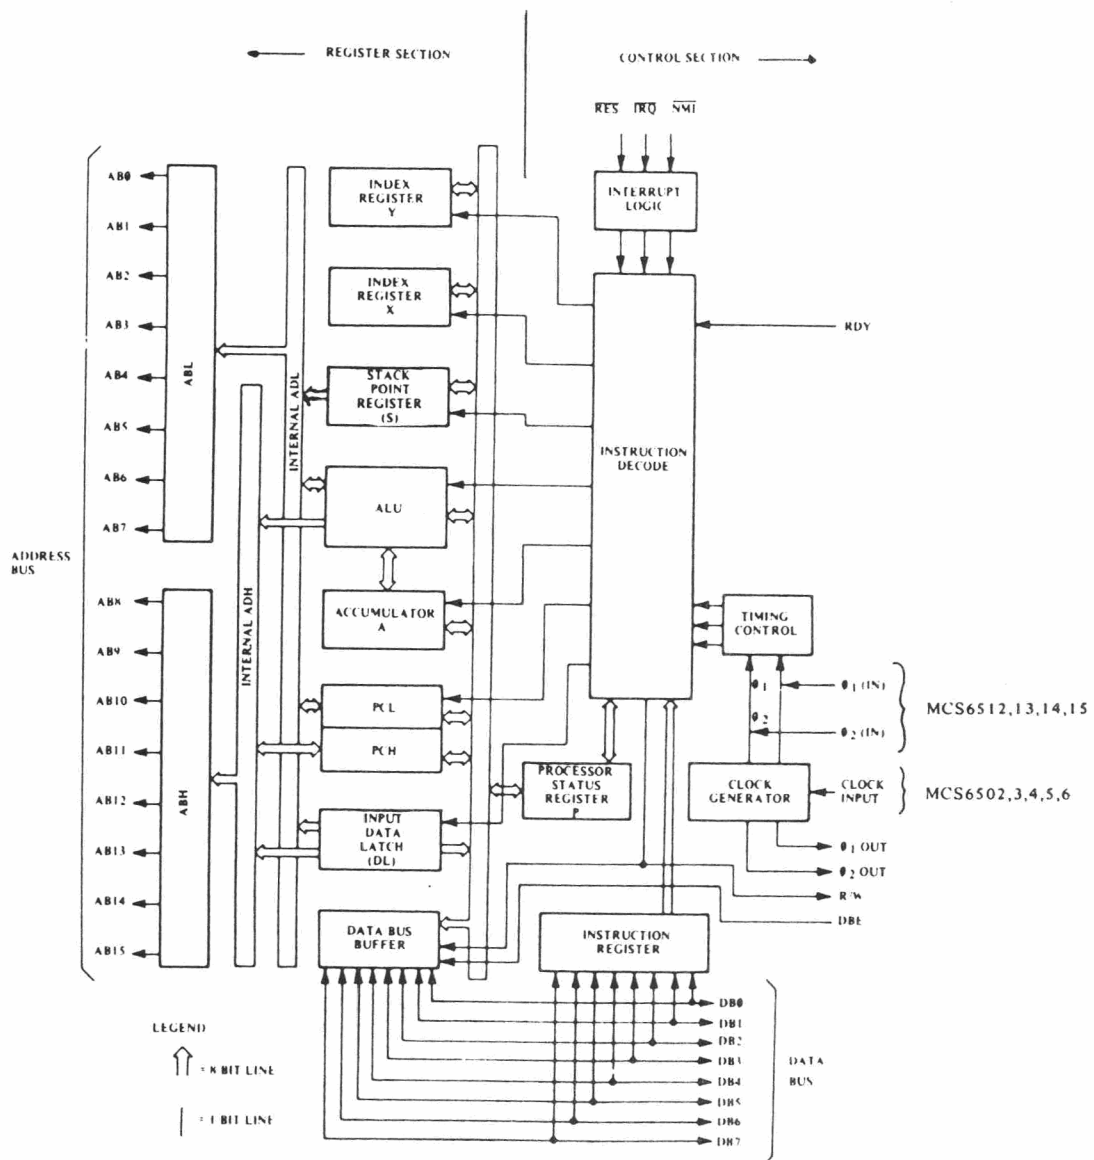 REGISTER SECTION
CONTROL SECTION
RES
IRQ
NMI
INTERRUPT
LOGIC
AB0
AB1
AB2
AB3
AB4
AB5
AB6
AB7
ABL
ADDRESS
BUS
AB8
AB9
AB10
AB11
AB12
AB13
AB14
AB15
ABH
INTERNAL ADL
INTERNAL ADH
INDEX
REGISTER
Y
INDEX
REGISTER
X
STACK
POINT
REGISTER
(S)
ALU
ACCUMULATOR
A
PCL
PCH
INPUT
DATA
LATCH
(DL)
DATA BUS
BUFFER
INSTRUCTION
DECODE
RDY
TIMING
CONTROL
φ1
φ1 (IN)
φ2
φ2 (IN)
MCS6512,13,14,15
PROCESSOR
STATUS
REGISTER
P
CLOCK
GENERATOR
CLOCK
INPUT
MCS6502,3,4,5,6
φ1 OUT
φ2 OUT
R/W
DBE
INSTRUCTION
REGISTER
DB0
DB1
DB2
DB3
DB4
DB5
DB6
DB7
DATA
BUS
LEGEND
= 8 BIT LINE
= 1 BIT LINE